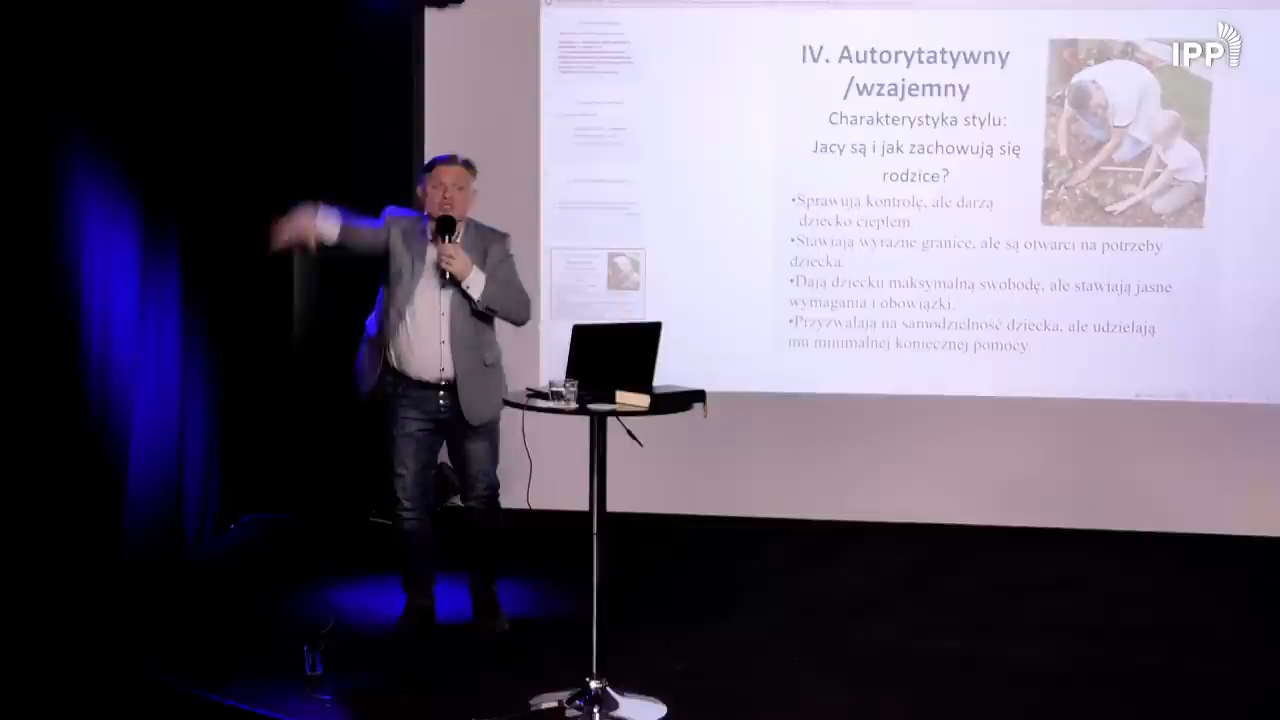 IPP
IV. Autorytatywny
/wzajemny
Charakterystyka stylu:
Jacy są i jak zachowują się
rodzice?
•Sprawują kontrolę, ale darzą
dziecko ciepłem.
•Stawiają wyraźne granice, ale są otwarci na potrzeby
dziecka.
•Dają dziecku maksymalną swobodę, ale stawiają jasne
wymagania i obowiązki.
•Przyzwalają na samodzielność dziecka, ale udzielają
mu minimalnej koniecznej pomocy.